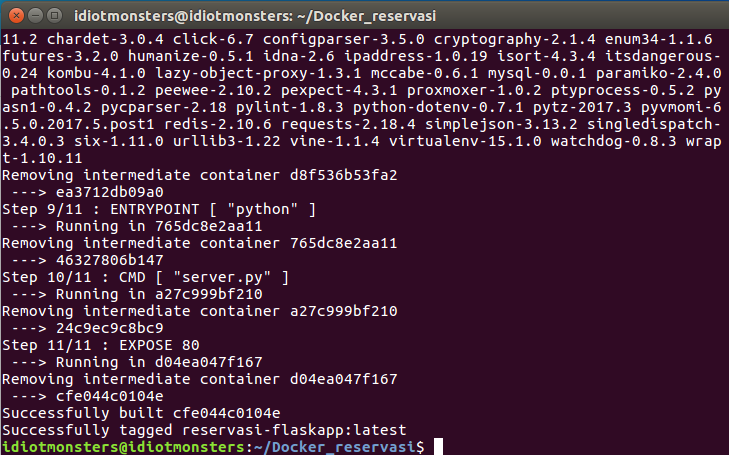 idiotmonsters@idiotmonsters: ~/Docker_reservasi
11.2 chardet-3.0.4 click-6.7 configparser-3.5.0 cryptography-2.1.4 enum34-1.1.6
futures-3.2.0 humanize-0.5.1 idna-2.6 ipaddress-1.0.19 isort-4.3.4 itsdangerous-
0.24 kombu-4.1.0 lazy-object-proxy-1.3.1 mccabe-0.6.1 mysql-0.0.1 paramiko-2.4.0
 pathtools-0.1.2 peewee-2.10.2 pexpect-4.3.1 proxmoxer-1.0.2 ptyprocess-0.5.2 py
asn1-0.4.2 pycparser-2.18 pylint-1.8.3 python-dotenv-0.7.1 pytz-2017.3 pyvmomi-6
.5.0.2017.5.post1 redis-2.10.6 requests-2.18.4 simplejson-3.13.2 singledispatch-
3.4.0.3 six-1.11.0 urllib3-1.22 vine-1.1.4 virtualenv-15.1.0 watchdog-0.8.3 wrap
t-1.10.11
Removing intermediate container d8f536b53fa2
 ---> ea3712db09a0
Step 9/11 : ENTRYPOINT [ "python" ]
 ---> Running in 765dc8e2aa11
Removing intermediate container 765dc8e2aa11
 ---> 46327806b147
Step 10/11 : CMD [ "server.py" ]
 ---> Running in a27c999bf210
Removing intermediate container a27c999bf210
 ---> 24c9ec9c8bc9
Step 11/11 : EXPOSE 80
 ---> Running in d04ea047f167
Removing intermediate container d04ea047f167
 ---> cfe044c0104e
Successfully built cfe044c0104e
Successfully tagged reservasi-flaskapp:latest
idiotmonsters@idiotmonsters:~/Docker_reservasi$